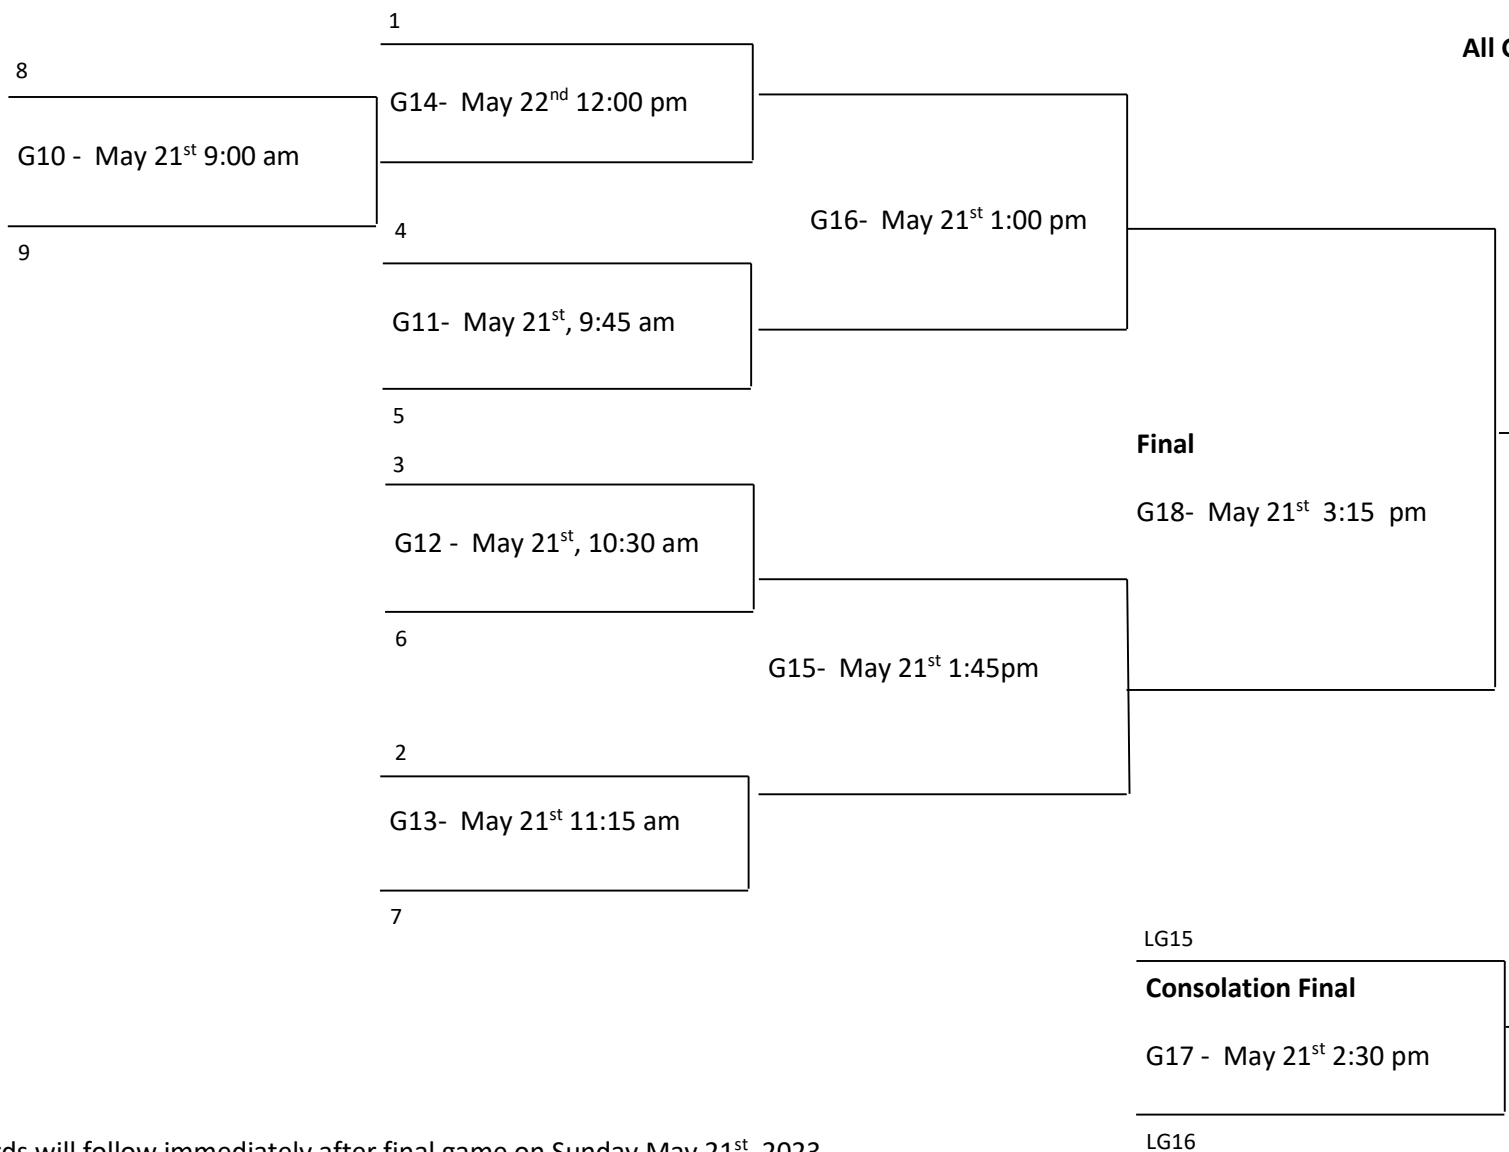 1
All
8
G14-  May 22nd 12:00 pm
G10 -  May 21st 9:00 am
G16-  May 21st 1:00 pm
4
9
G11-  May 21st, 9:45 am
5
Final
3
G18-  May 21st  3:15  pm
G12 -  May 21st, 10:30 am
6
G15-  May 21st 1:45pm
2
G13-  May 21st 11:15 am
7
LG15
Consolation Final
G17 -  May 21st 2:30 pm
will follow immediately after final game on Sunday May 21st, 2023
LG16